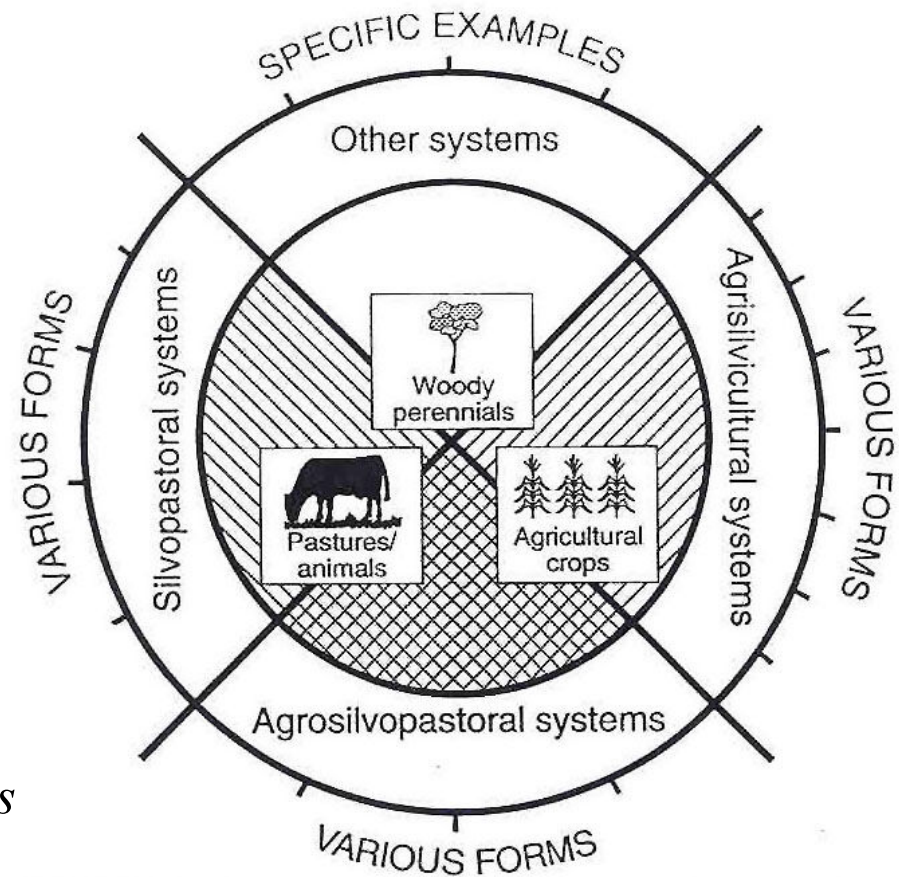 SPECIFIC EXAMPLES
Other systems
VARIOUS FORMS
Silvopastoral systems
Woody
perennials
Pastures/
animals
Agricultural
crops
Agrisilvicultural systems
VARIOUS FORMS
Agrosilvopastoral systems
s
VARIOUS FORMS